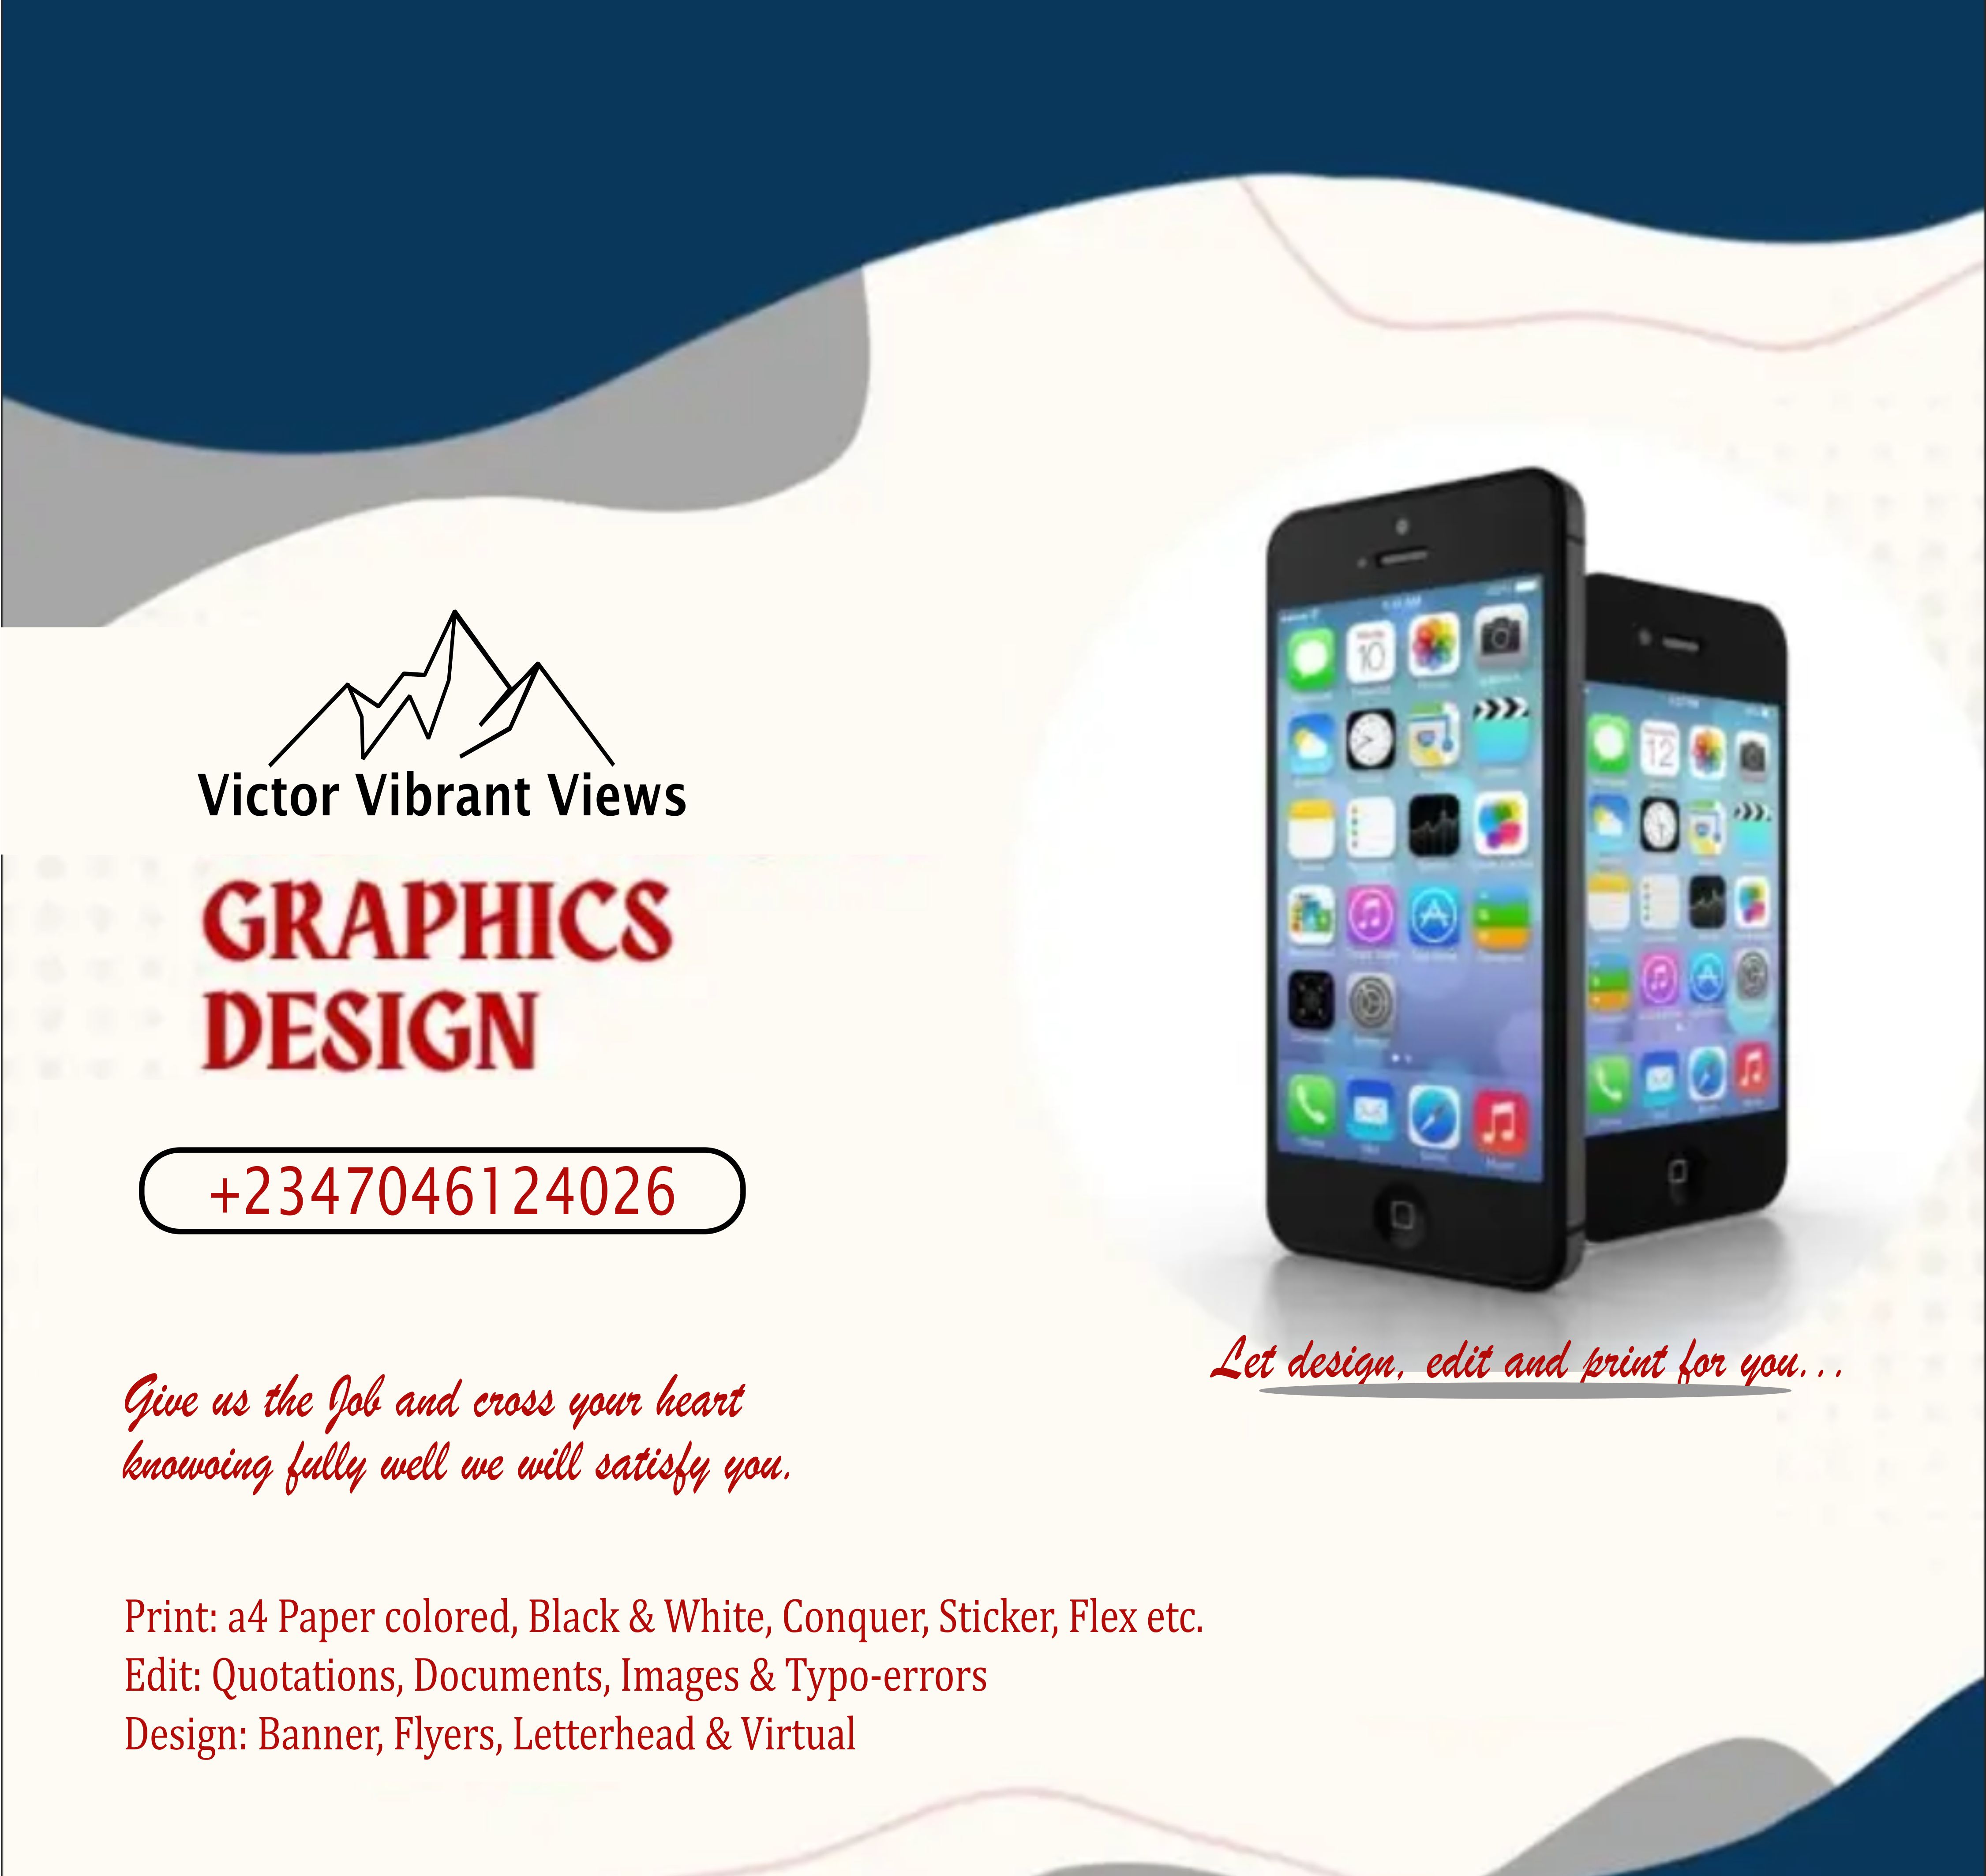 Victor Vibrant Views
GRAPHICS
DESIGN
+2347046124026
Let design, edit and print for you...
Give us the Job and cross your heart
knowoing fully well we will satisfy you.
Print: a4 Paper colored, Black & White, Conquer, Sticker, Flex etc.
Edit: Quotations, Documents, Images & Typo-errors
Design: Banner, Flyers, Letterhead & Virtual
10
12